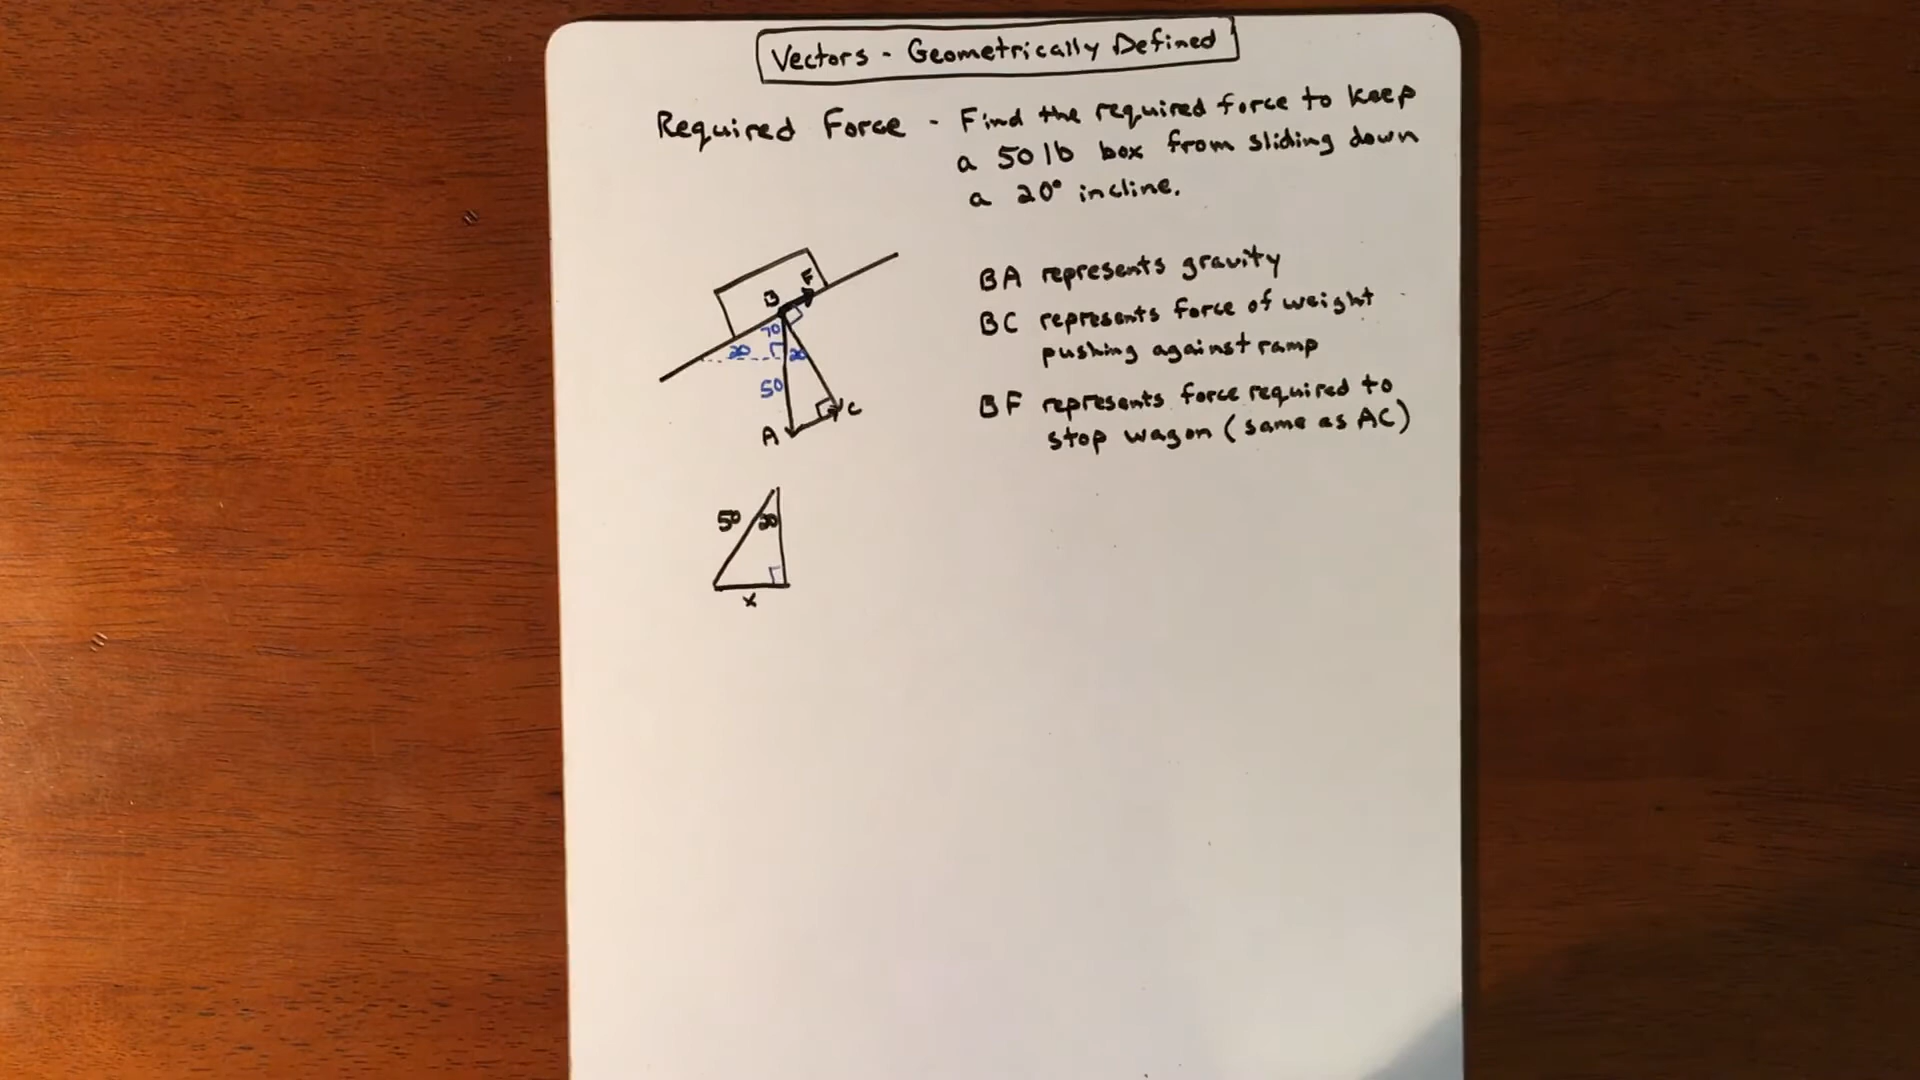 Vectors - Geometrically Defined
Required Force - Find the required force to keep
a 50 lb box from sliding down
a 20° incline.
BA represents gravity
BC represents force of weight
pushing against ramp
BF represents force required to
stop wagon (same as AC)
F
B
70
20
20
50
C
A
50
20
x